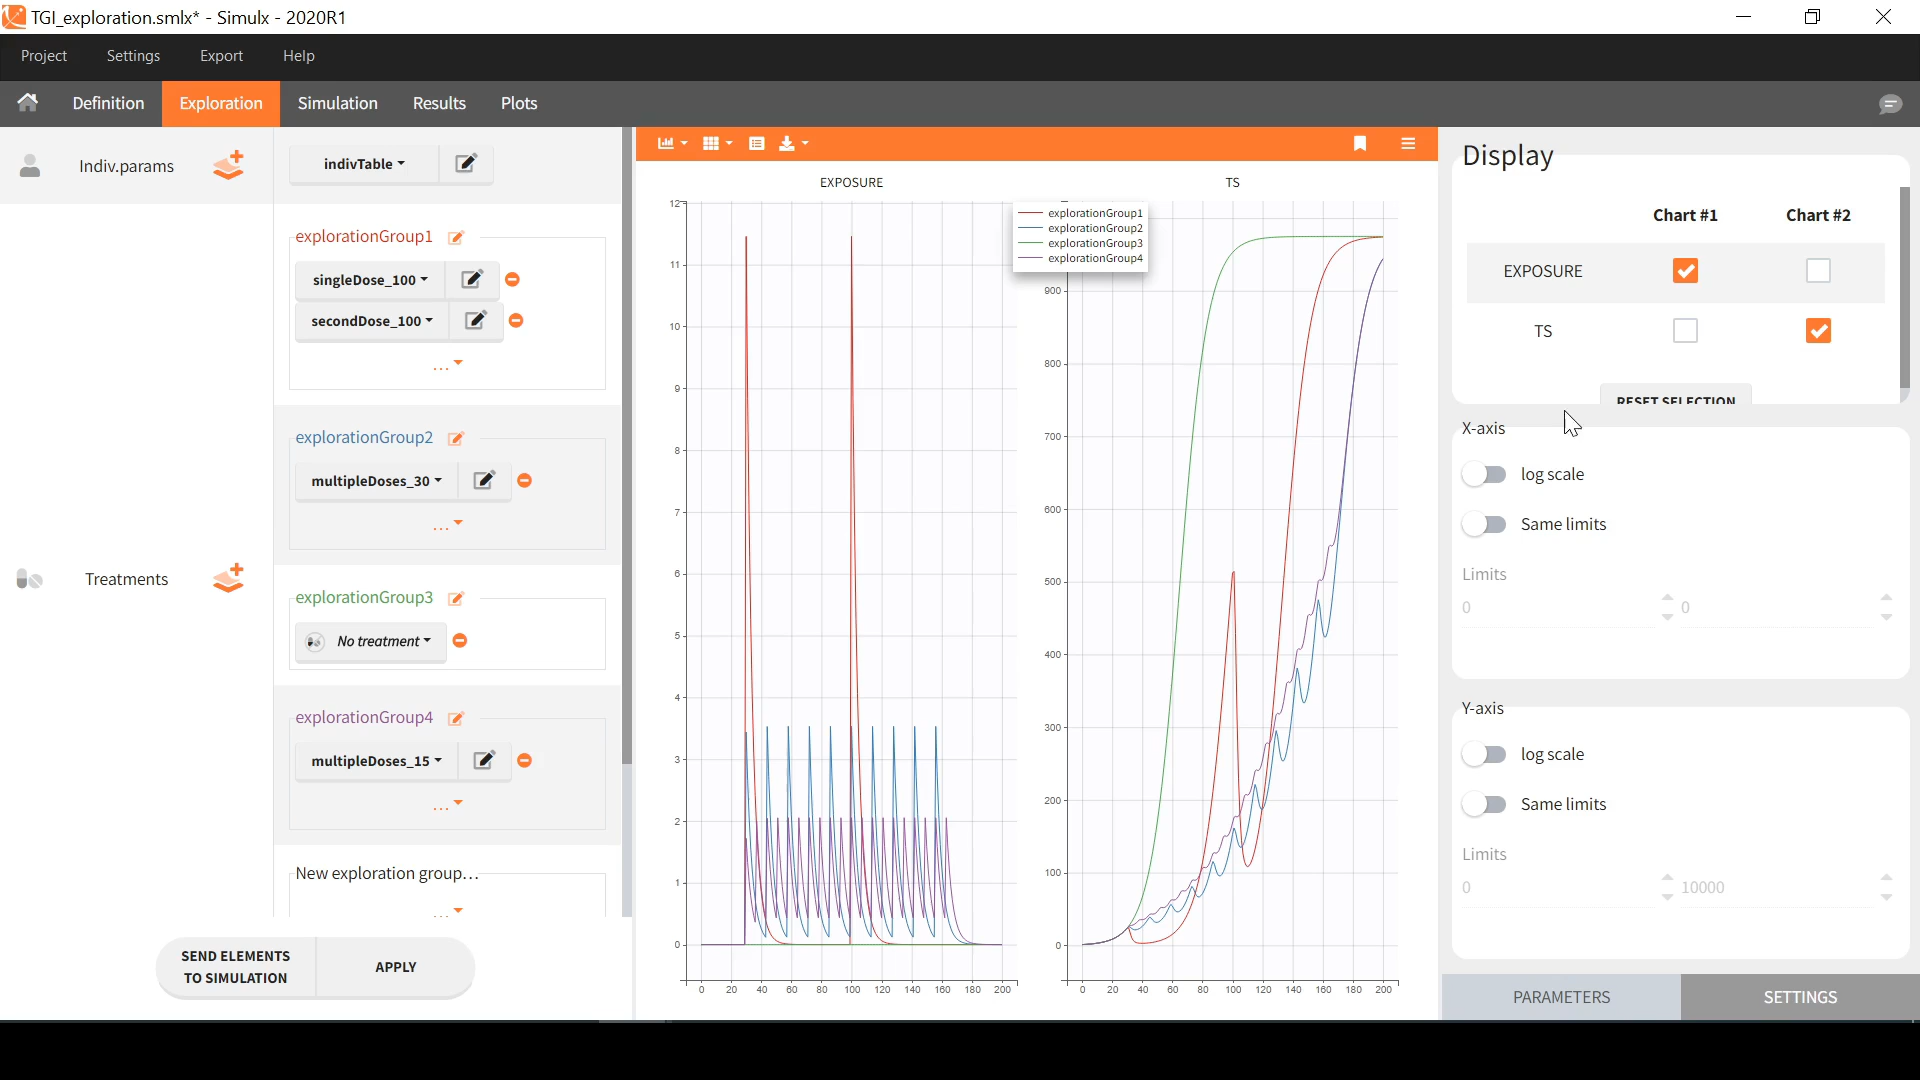 TGI_exploration.smlx* - Simulx - 2020R1
Project Settings Export Help
Definition Exploration Simulation Results Plots
Indiv.params
indivTable
explorationGroup1
singleDose_100
secondDose_100
...
explorationGroup2
multipleDoses_30
...
Treatments
explorationGroup3
No treatment
explorationGroup4
multipleDoses_15
...
New exploration group...
...
SEND ELEMENTS
TO SIMULATION
APPLY
EXPOSURE
12
11
10
9
8
7
6
5
4
3
2
1
0
0 20 40 60 80 100 120 140 160 180 200
TS
explorationGroup1
explorationGroup2
explorationGroup3
explorationGroup4
900
800
700
600
500
400
300
200
100
0
0 20 40 60 80 100 120 140 160 180 200
Display
Chart #1 Chart #2
EXPOSURE
TS
RESET SELECTION
X-axis
log scale
Same limits
Limits
0 0
Y-axis
log scale
Same limits
Limits
0 10000
PARAMETERS SETTINGS